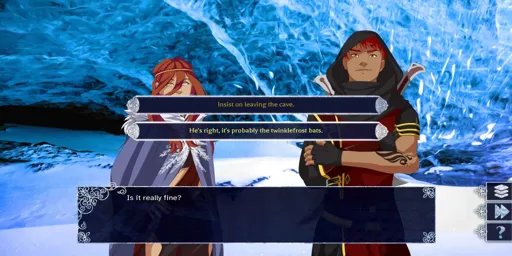 Insist on leaving the cave.
He's right, it's probably the twinklefrost bats.
Is it really fine?
?